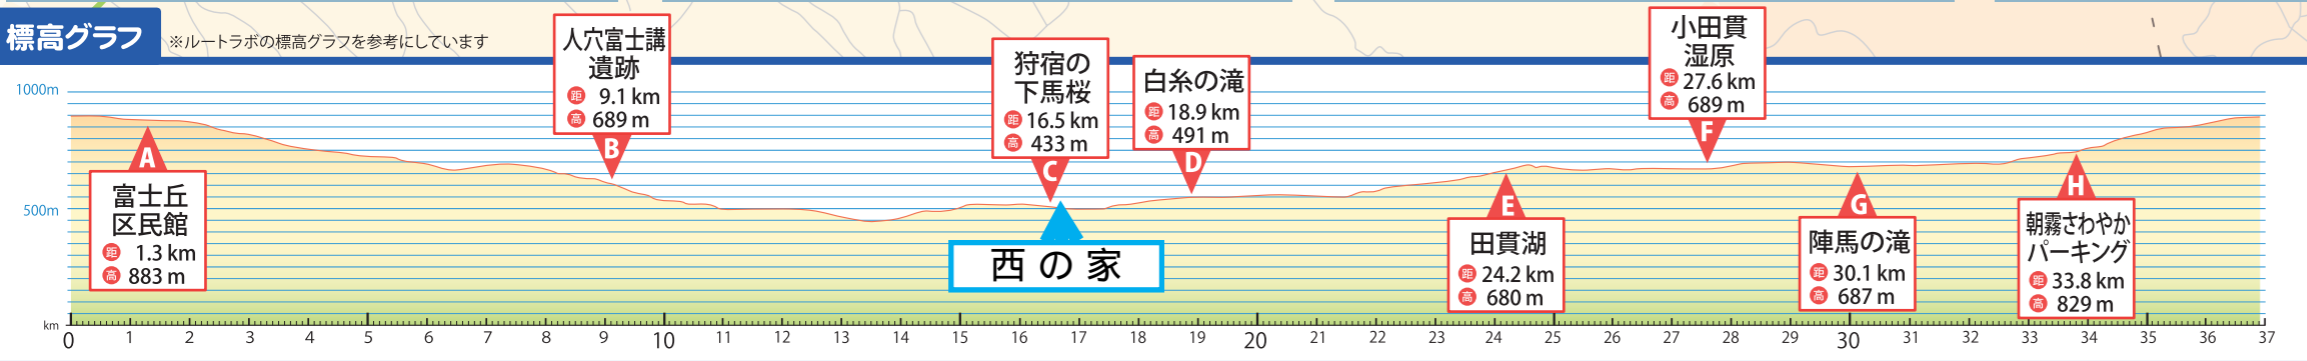 標高グラフ
※ルートラボの標高グラフを参考にしています
1000m
500m
km
A
富士丘
区民館
距 1.3 km
高 883 m
人穴富士講
遺跡
距 9.1 km
高 689 m
B
狩宿の
下馬桜
距 16.5 km
高 433 m
C
西の家
白糸の滝
距 18.9 km
高 491 m
D
E
田貫湖
距 24.2 km
高 680 m
小田貫
湿原
距 27.6 km
高 689 m
F
G
陣馬の滝
距 30.1 km
高 687 m
H
朝霧さわやか
パーキング
距 33.8 km
高 829 m
0 1 2 3 4 5 6 7 8 9 10 11 12 13 14 15 16 17 18 19 20 21 22 23 24 25 26 27 28 29 30 31 32 33 34 35 36 37